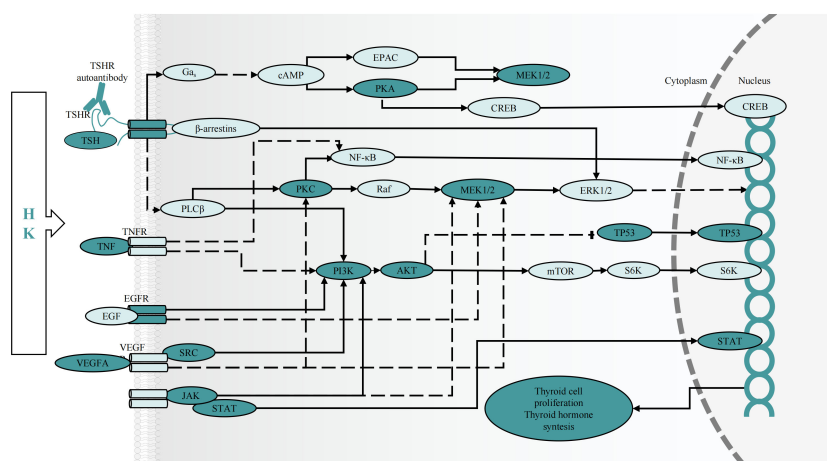 TSHR
autoantibody
TSHR
TSH
Gas
cAMP
EPAC
PKA
MEK1/2
CREB
Cytoplasm
Nucleus
CREB
β-arrestins
NF-κB
NF-κB
PKC
Raf
MEK1/2
ERK1/2
PLCβ
H
K
TNFR
TNF
TP53
TP53
PI3K
AKT
mTOR
S6K
S6K
EGFR
EGF
VEGF
VEGFA
SRC
STAT
JAK
STAT
Thyroid cell
proliferation
Thyroid hormone
syntesis